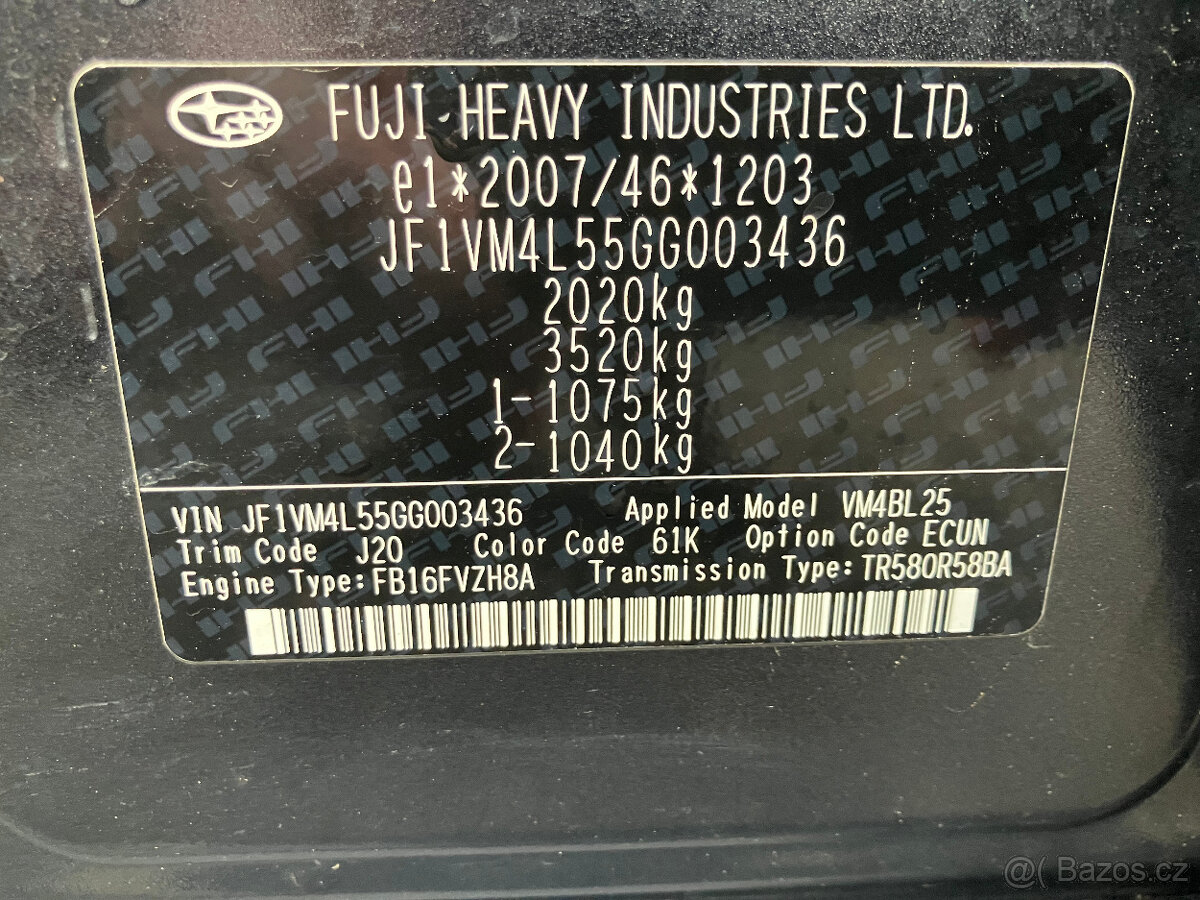 FUJI HEAVY INDUSTRIES LTD.
e1*2007/46*1203
JF1VM4L55GG003436
2020kg
3520kg
1-1075kg
2-1040kg
VIN JF1VM4L55GG003436 Applied Model VM4BL25
Trim Code J20 Color Code 61K Option Code ECUN
Engine Type: FB16FVZH8A Transmission Type: TR580R58BA
@( Bazos.cz